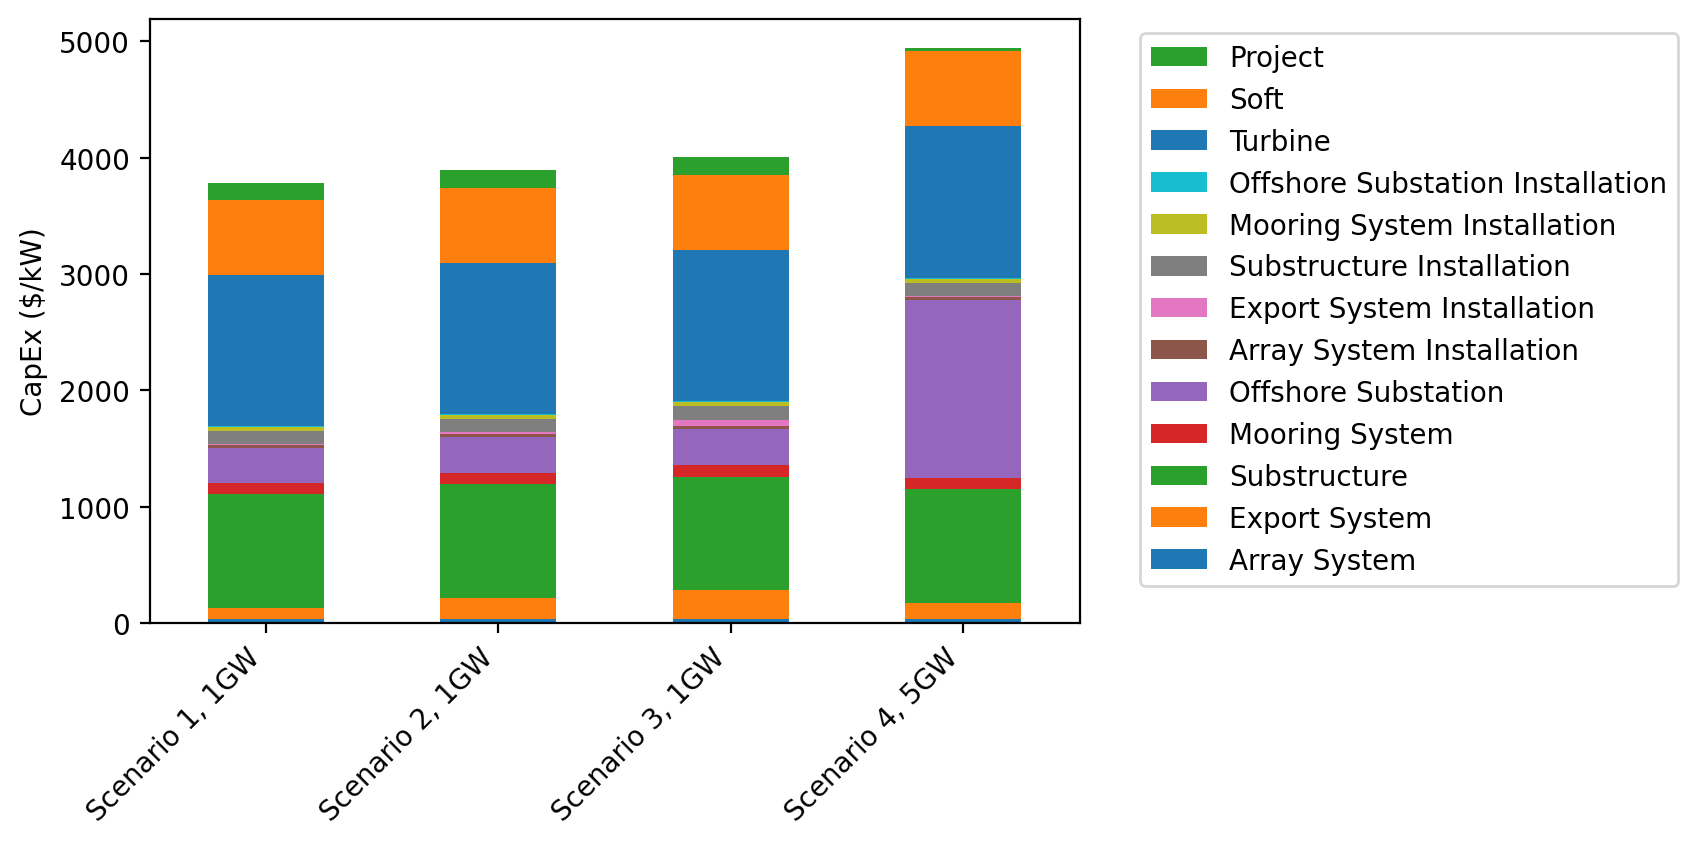 5000
4000
3000
2000
1000
0
CapEx ($/kW)
Scenario 1, 1GW
Scenario 2, 1GW
Scenario 3, 1GW
Scenario 4, 5GW
Project
Soft
Turbine
Offshore Substation Installation
Mooring System Installation
Substructure Installation
Export System Installation
Array System Installation
Offshore Substation
Mooring System
Substructure
Export System
Array System